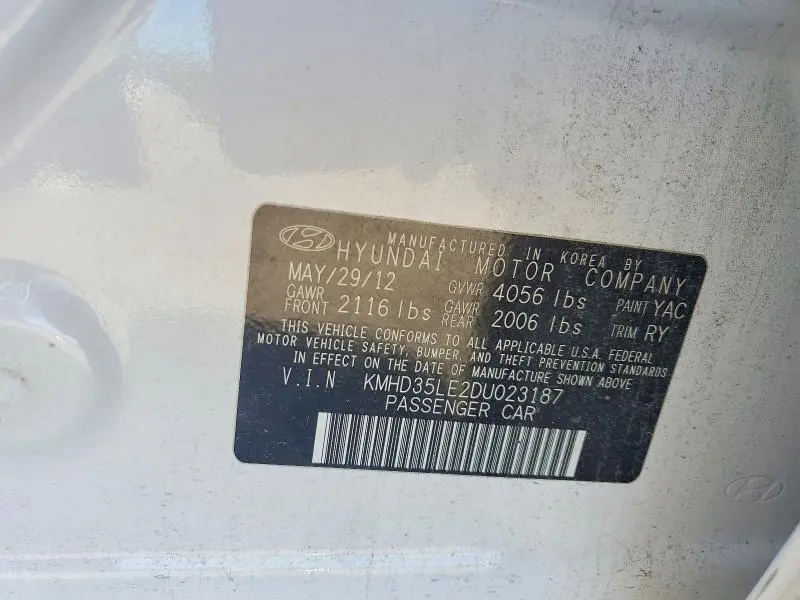 MANUFACTURED IN KOREA BY
HYUNDAI MOTOR COMPANY
MAY/29/12 GVWR 4056 lbs PAINT YAC
GAWR FRONT 2116 lbs GAWR REAR 2006 lbs TRIM RY
THIS VEHICLE CONFORMS TO ALL APPLICABLE U.S.A. FEDERAL
MOTOR VEHICLE SAFETY, BUMPER, AND THEFT PREVENTION STANDARDS
IN EFFECT ON THE DATE OF MANUFACTURE SHOWN ABOVE
V.I.N KMHD35LE2DU023187
PASSENGER CAR